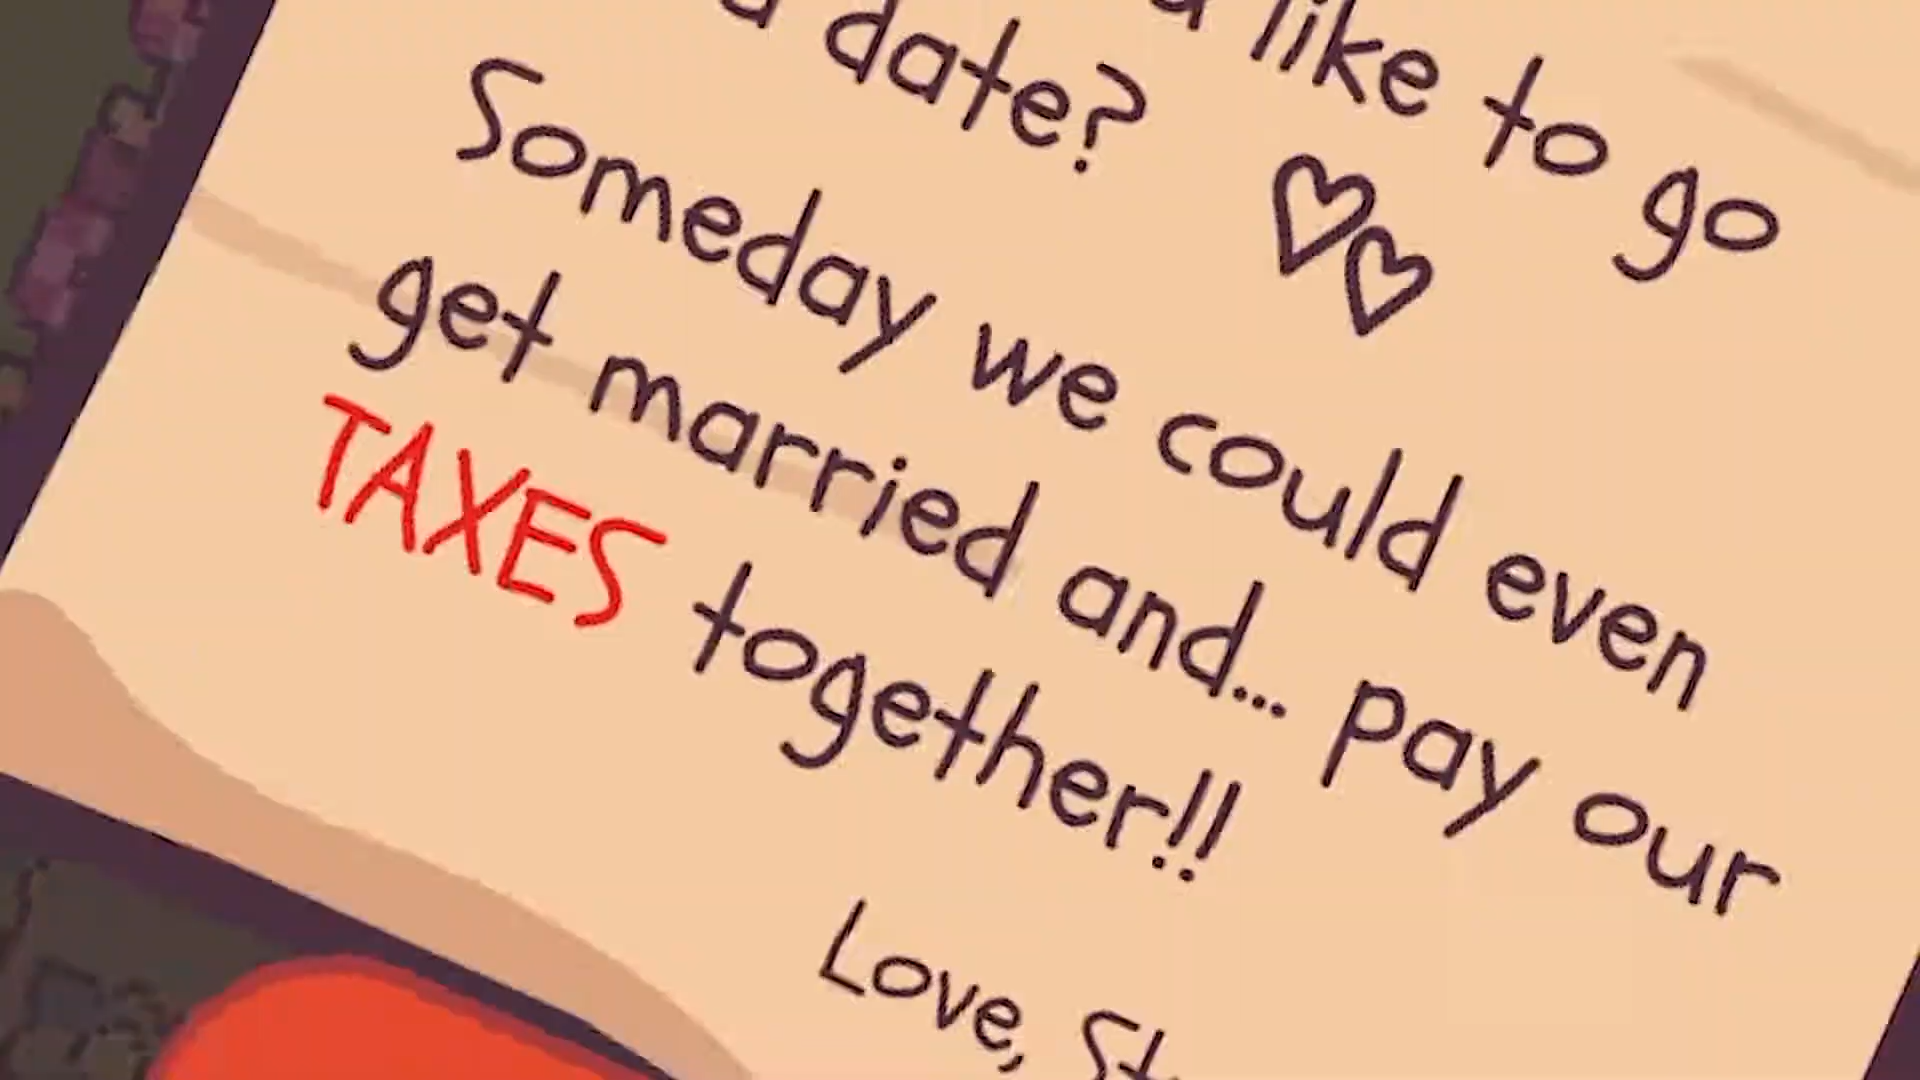 like to go
date?
Someday we could even
get married and... pay our
TAXES together!!
Love,